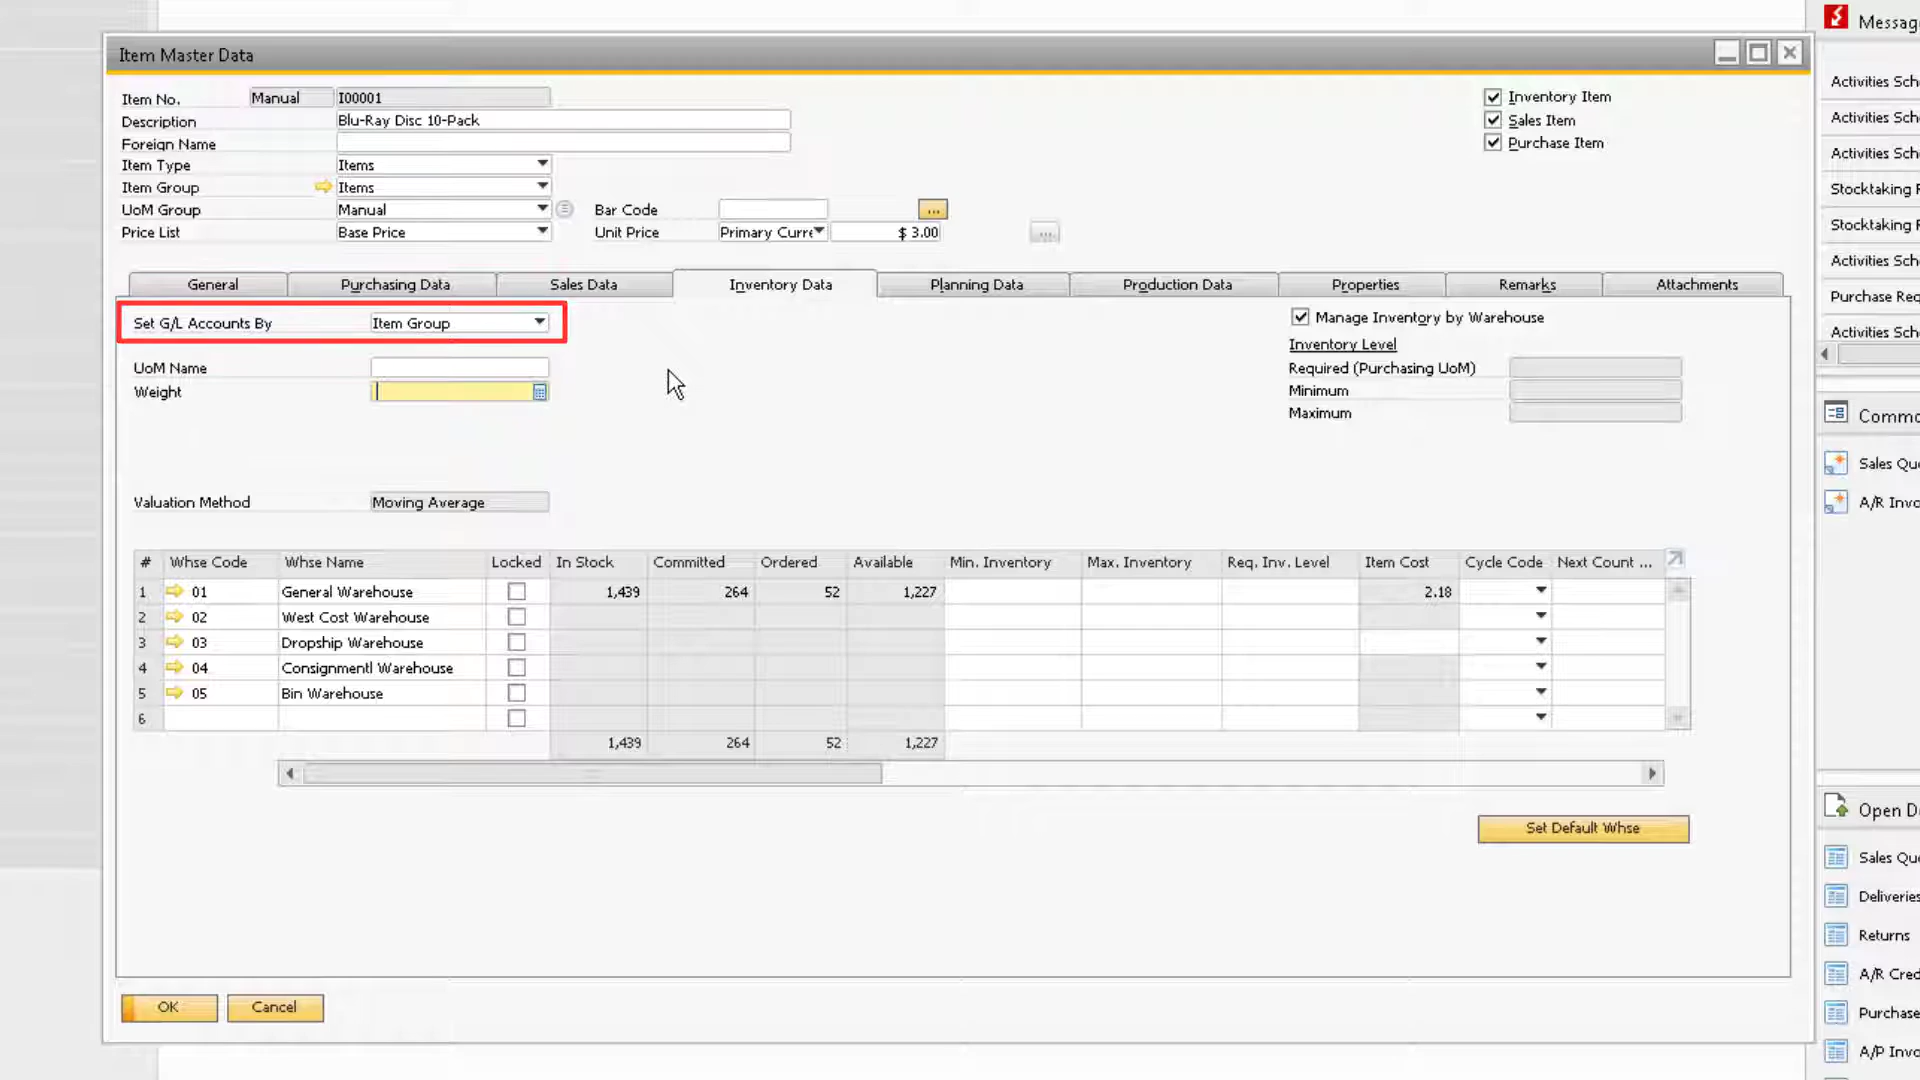 Messag
Item Master Data
Item No. Manual I00001
Inventory Item
Description Blu-Ray Disc 10-Pack
Sales Item
Foreign Name
Purchase Item
Item Type Items
Item Group Items
UoM Group Manual Bar Code ...
Price List Base Price Unit Price Primary Curre $ 3.00 ...
General Purchasing Data Sales Data Inventory Data Planning Data Production Data Properties Remarks Attachments
Set G/L Accounts By Item Group
Manage Inventory by Warehouse
Inventory Level
UoM Name
Required (Purchasing UoM)
Weight
Minimum
Maximum
Valuation Method Moving Average
# Whse Code Whse Name Locked In Stock Committed Ordered Available Min. Inventory Max. Inventory Req. Inv. Level Item Cost Cycle Code Next Count ...
1 01 General Warehouse 1,439 264 52 1,227 2.18
2 02 West Cost Warehouse
3 03 Dropship Warehouse
4 04 Consignmentl Warehouse
5 05 Bin Warehouse
6
1,439 264 52 1,227
Set Default Whse
OK Cancel
Activities Sch
Activities Sch
Activities Sch
Stocktaking R
Stocktaking R
Activities Sch
Purchase Req
Activities Sch
Commo
Sales Quo
A/R Invo
Open Do
Sales Quo
Deliveries
Returns
A/R Cred
Purchase
A/P Invo